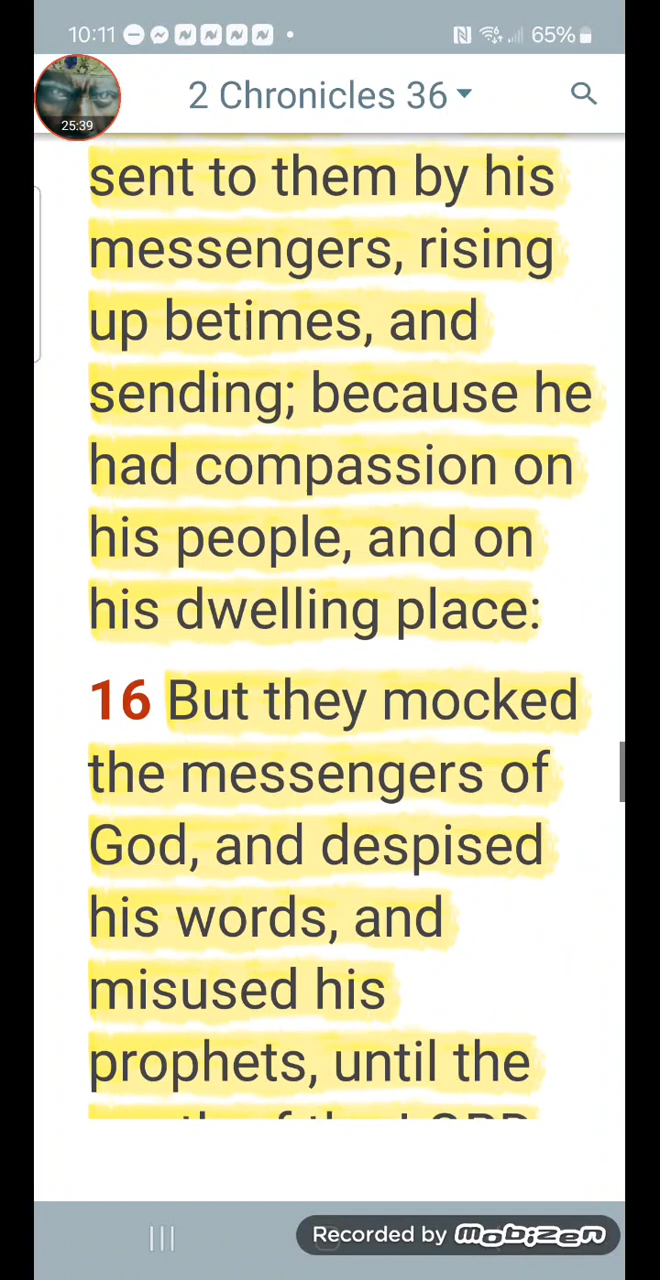 10:11
65%
25:39
2 Chronicles 36
sent to them by his
messengers, rising
up betimes, and
sending; because he
had compassion on
his people, and on
his dwelling place:
16 But they mocked
the messengers of
God, and despised
his words, and
misused his
prophets, until the
Recorded by mobizen